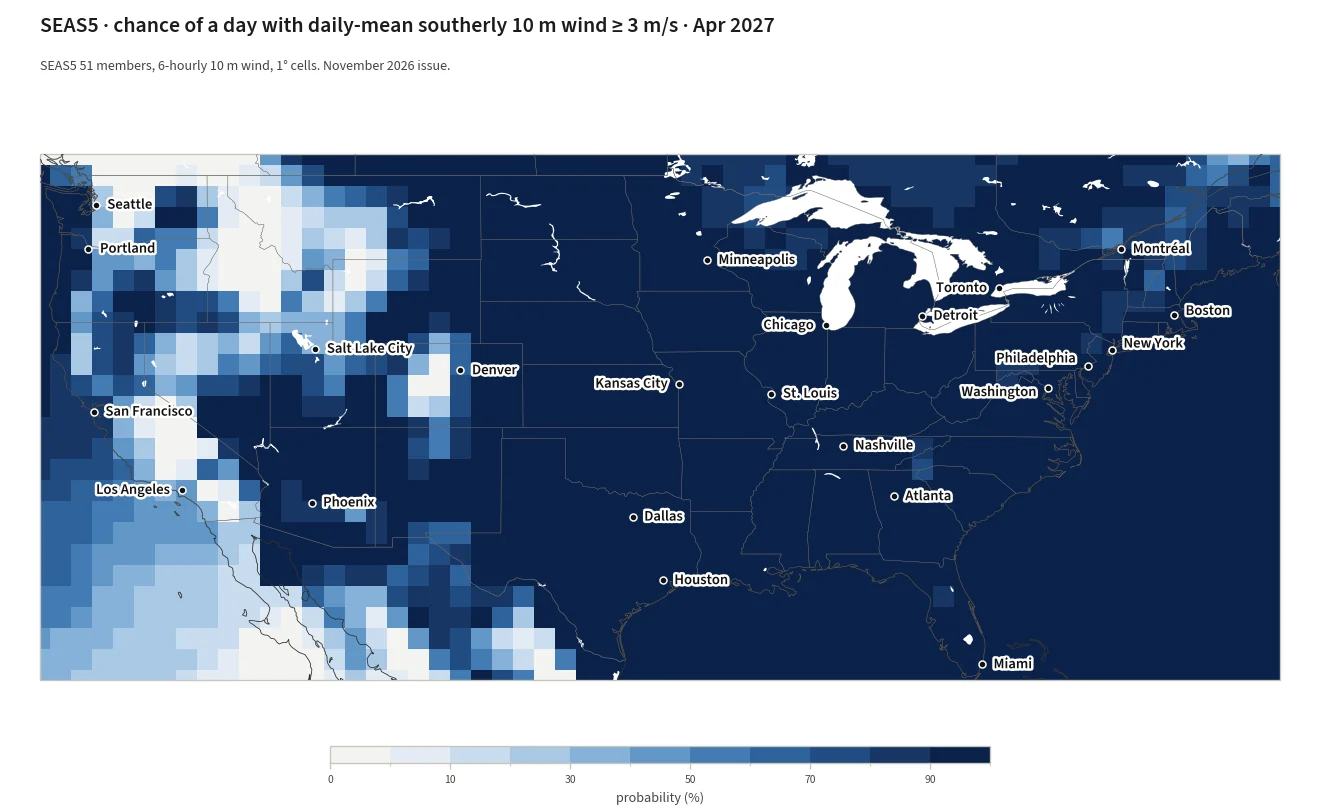 SEAS5 · chance of a day with daily-mean southerly 10 m wind ≥ 3 m/s · Apr 2027
SEAS5 51 members, 6-hourly 10 m wind, 1° cells. November 2026 issue.
Seattle
Portland
Montréal
Minneapolis
Toronto
Boston
Detroit
Chicago
New York
Salt Lake City
Philadelphia
Denver
Kansas City
Washington
St. Louis
San Francisco
Nashville
Los Angeles
Atlanta
Phoenix
Dallas
Houston
Miami
0 10 30 50 70 90
probability (%)